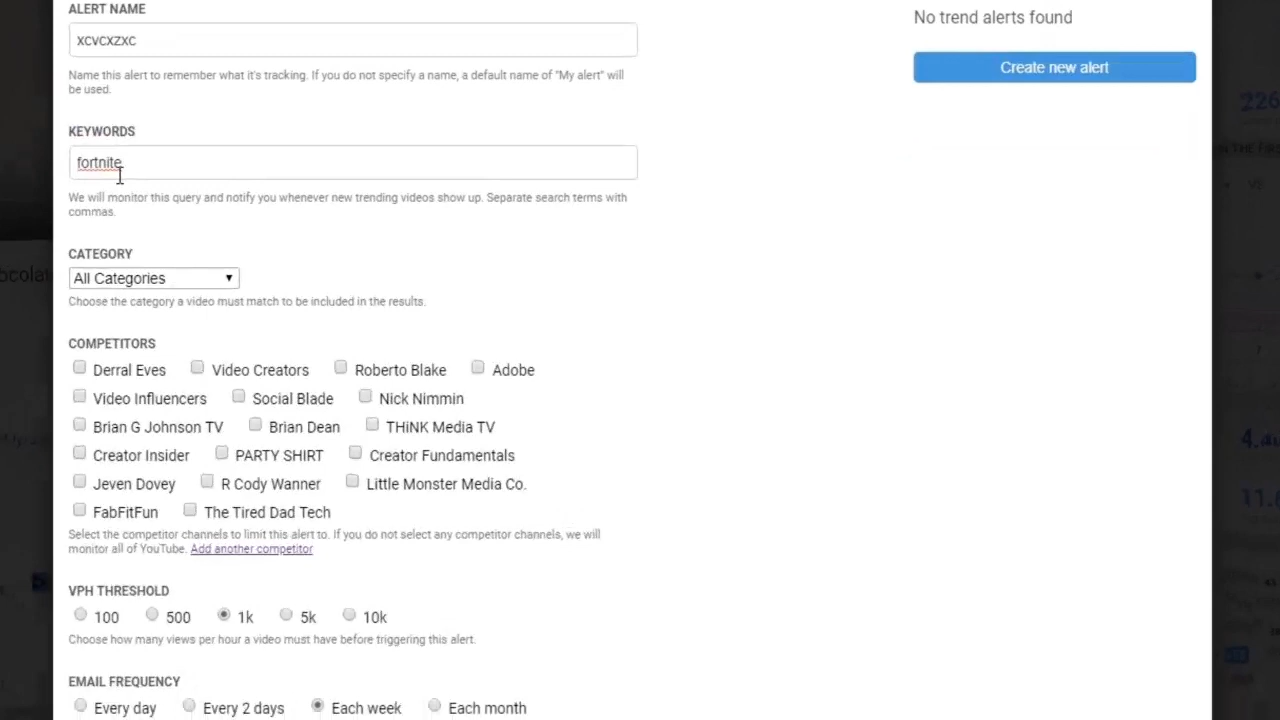 ALERT NAME
xcvcxzxc
Name this alert to remember what it's tracking. If you do not specify a name, a default name of "My alert" will
be used.
KEYWORDS
fortnite
We will monitor this query and notify you whenever new trending videos show up. Separate search terms with
commas.
CATEGORY
All Categories
Choose the category a video must match to be included in the results.
COMPETITORS
Derral Eves Video Creators Roberto Blake Adobe
Video Influencers Social Blade Nick Nimmin
Brian G Johnson TV Brian Dean THiNK Media TV
Creator Insider PARTY SHIRT Creator Fundamentals
Jeven Dovey R Cody Wanner Little Monster Media Co.
FabFitFun The Tired Dad Tech
Select the competitor channels to limit this alert to. If you do not select any competitor channels, we will
monitor all of YouTube. Add another competitor
VPH THRESHOLD
100 500 1k 5k 10k
Choose how many views per hour a video must have before triggering this alert.
EMAIL FREQUENCY
Every day Every 2 days Each week Each month
No trend alerts found
Create new alert